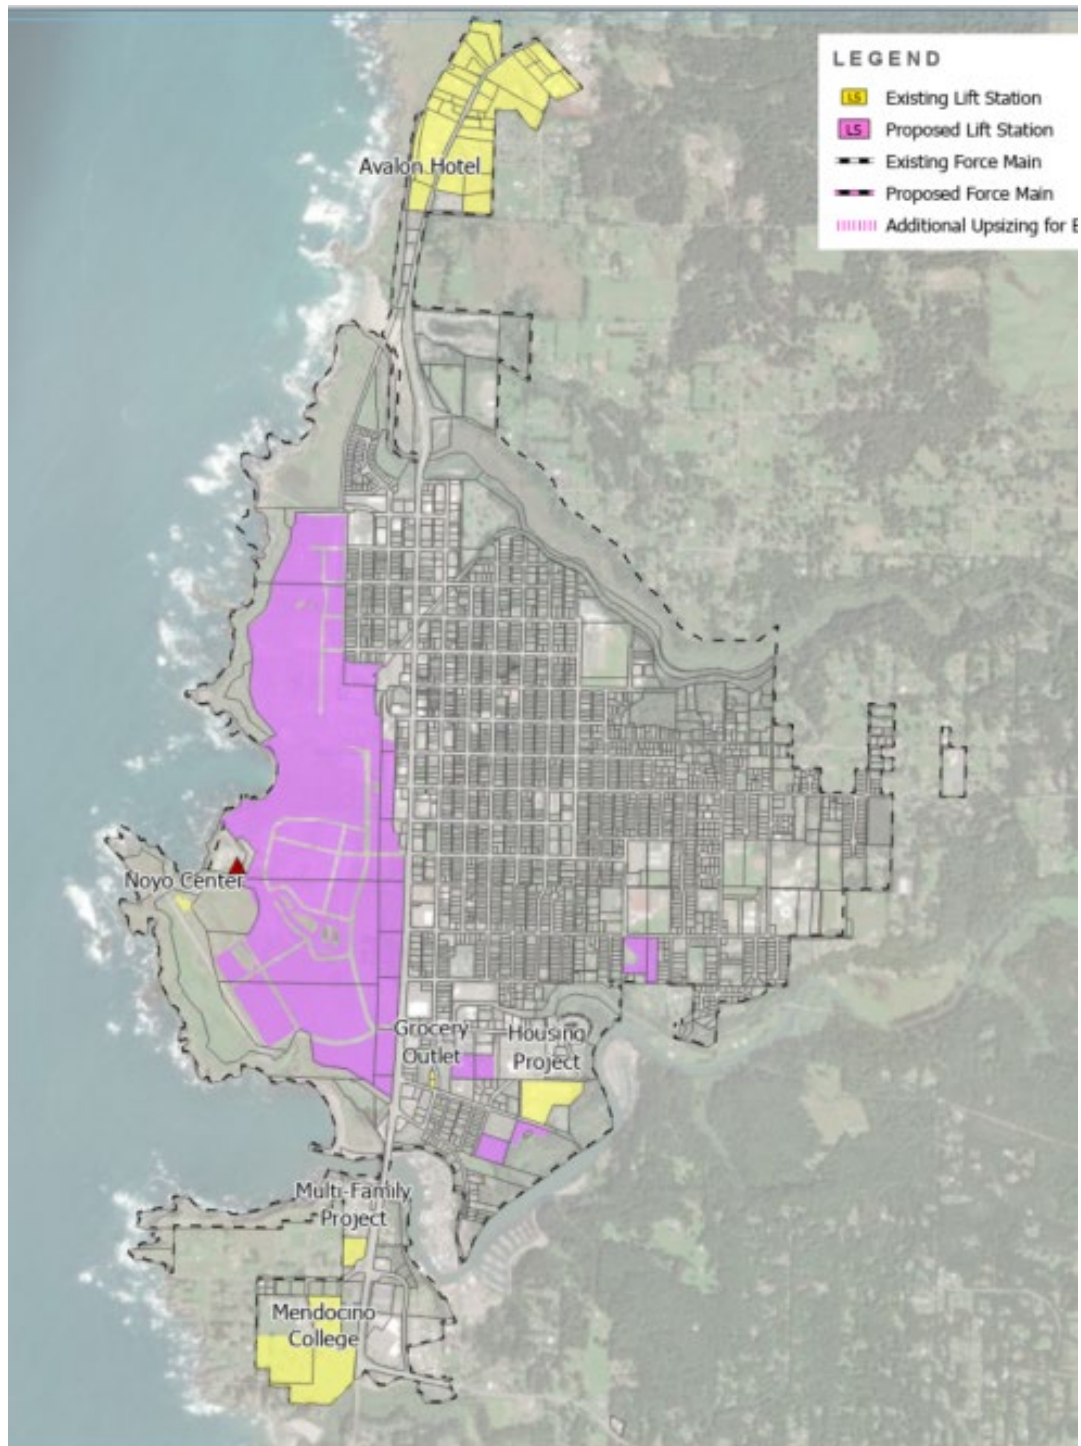 LEGEND
LS Existing Lift Station
LS Proposed Lift Station
Existing Force Main
Proposed Force Main
Additional Upsizing for
Avalon Hotel
Noyo Center
Grocery
Outlet
Housing
Project
Multi-Family
Project
Mendocino
College